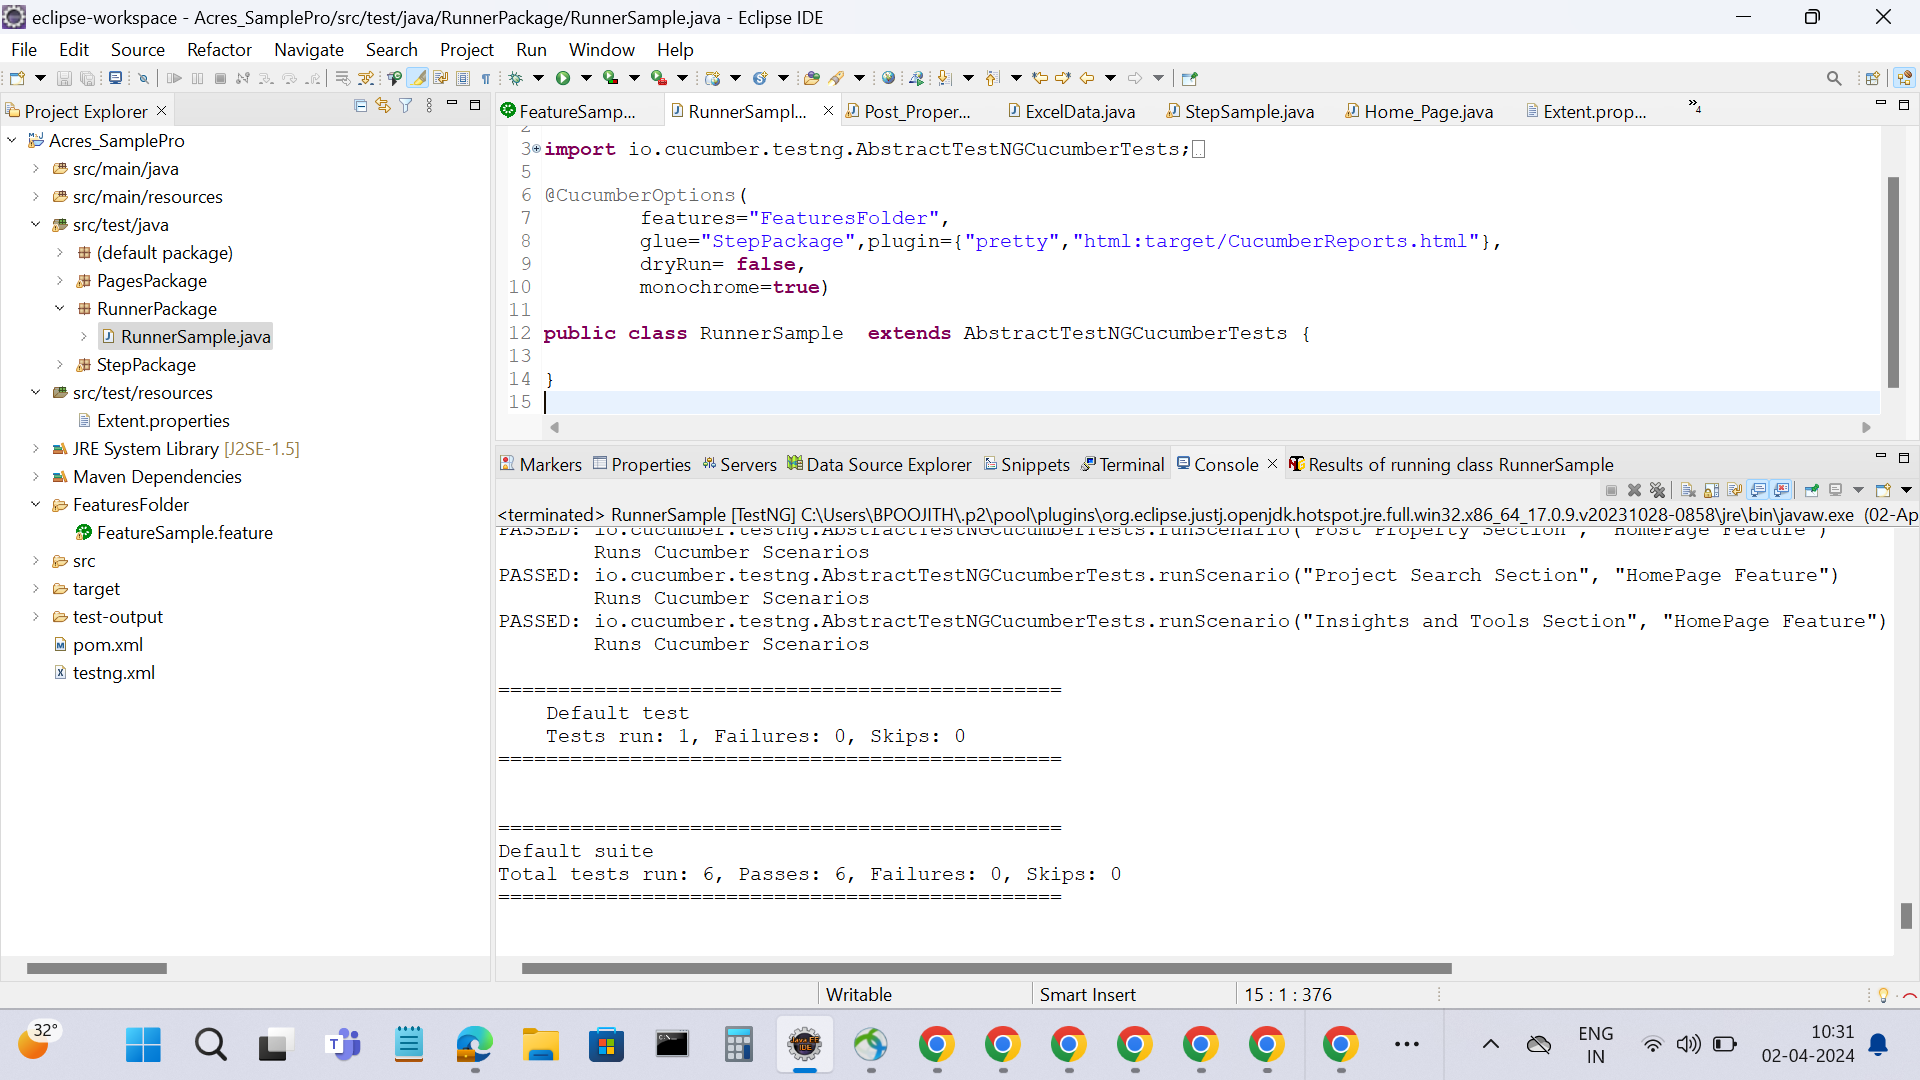 eclipse-workspace - Acres_SamplePro/src/test/java/RunnerPackage/RunnerSample.java - Eclipse IDE
File Edit Source Refactor Navigate Search Project Run Window Help
Project Explorer
Acres_SamplePro
src/main/java
src/main/resources
src/test/java
(default package)
PagesPackage
RunnerPackage
RunnerSample.java
StepPackage
src/test/resources
Extent.properties
JRE System Library [J2SE-1.5]
Maven Dependencies
FeaturesFolder
FeatureSample.feature
src
target
test-output
pom.xml
testng.xml
FeatureSamp... RunnerSampl... Post_Proper... ExcelData.java StepSample.java Home_Page.java Extent.prop... »4
2
3 import io.cucumber.testng.AbstractTestNGCucumberTests;
5
6 @CucumberOptions(
7 features="FeaturesFolder",
8 glue="StepPackage",plugin={"pretty","html:target/CucumberReports.html"},
9 dryRun= false,
10 monochrome=true)
11
12 public class RunnerSample  extends AbstractTestNGCucumberTests {
13
14 }
15
Markers Properties Servers Data Source Explorer Snippets Terminal Console Results of running class RunnerSample
<terminated> RunnerSample [TestNG] C:\Users\BPOOJITH\.p2\pool\plugins\org.eclipse.justj.openjdk.hotspot.jre.full.win32.x86_64_17.0.9.v20231028-0858\jre\bin\javaw.exe (02-Ap
PASSED: io.cucumber.testng.AbstractTestNGCucumberTests.runScenario("Post Property Section", "HomePage Feature")
Runs Cucumber Scenarios
PASSED: io.cucumber.testng.AbstractTestNGCucumberTests.runScenario("Project Search Section", "HomePage Feature")
Runs Cucumber Scenarios
PASSED: io.cucumber.testng.AbstractTestNGCucumberTests.runScenario("Insights and Tools Section", "HomePage Feature")
Runs Cucumber Scenarios
===============================================
Default test
Tests run: 1, Failures: 0, Skips: 0
===============================================
===============================================
Default suite
Total tests run: 6, Passes: 6, Failures: 0, Skips: 0
===============================================
Writable Smart Insert 15 : 1 : 376
32°
ENG
IN
10:31
02-04-2024